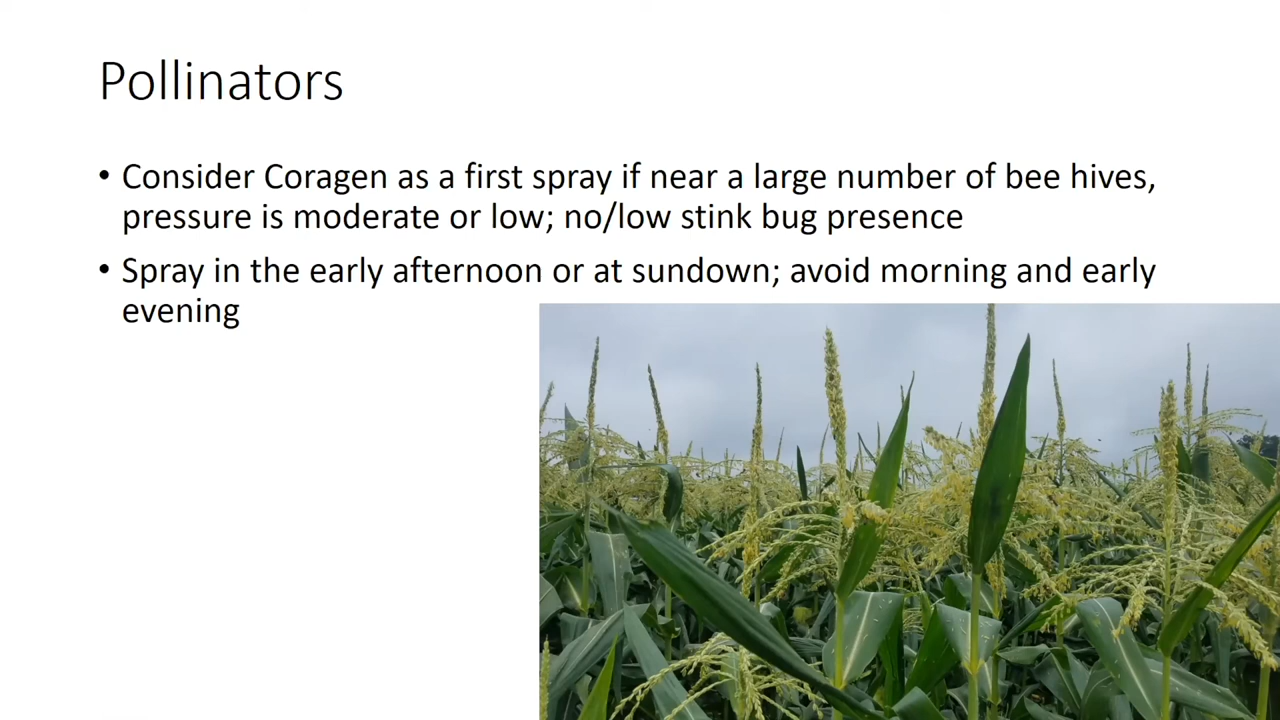 Pollinators
• Consider Coragen as a first spray if near a large number of bee hives,
pressure is moderate or low; no/low stink bug presence
• Spray in the early afternoon or at sundown; avoid morning and early
evening